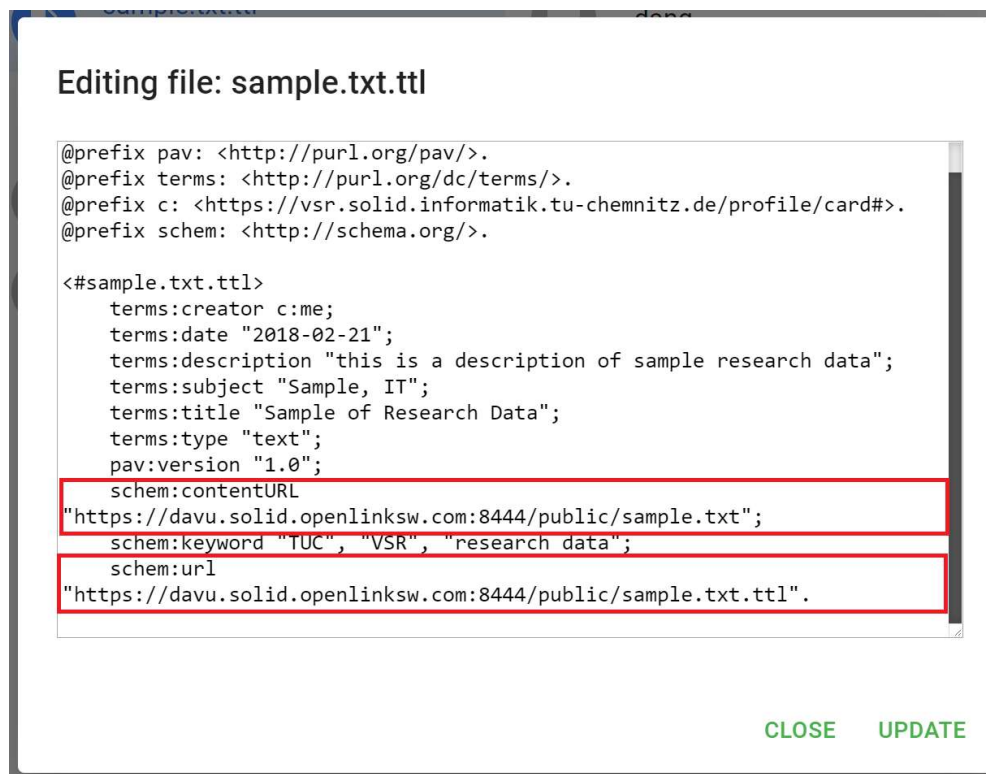 sample.txt.ttl
dang
Editing file: sample.txt.ttl
@prefix pav: <http://purl.org/pav/>.
@prefix terms: <http://purl.org/dc/terms/>.
@prefix c: <https://vsr.solid.informatik.tu-chemnitz.de/profile/card#>.
@prefix schem: <http://schema.org/>.
<#sample.txt.ttl>
terms:creator c:me;
terms:date "2018-02-21";
terms:description "this is a description of sample research data";
terms:subject "Sample, IT";
terms:title "Sample of Research Data";
terms:type "text";
pav:version "1.0";
schem:contentURL
"https://davu.solid.openlinksw.com:8444/public/sample.txt";
schem:keyword "TUC", "VSR", "research data";
schem:url
"https://davu.solid.openlinksw.com:8444/public/sample.txt.ttl".
CLOSE UPDATE